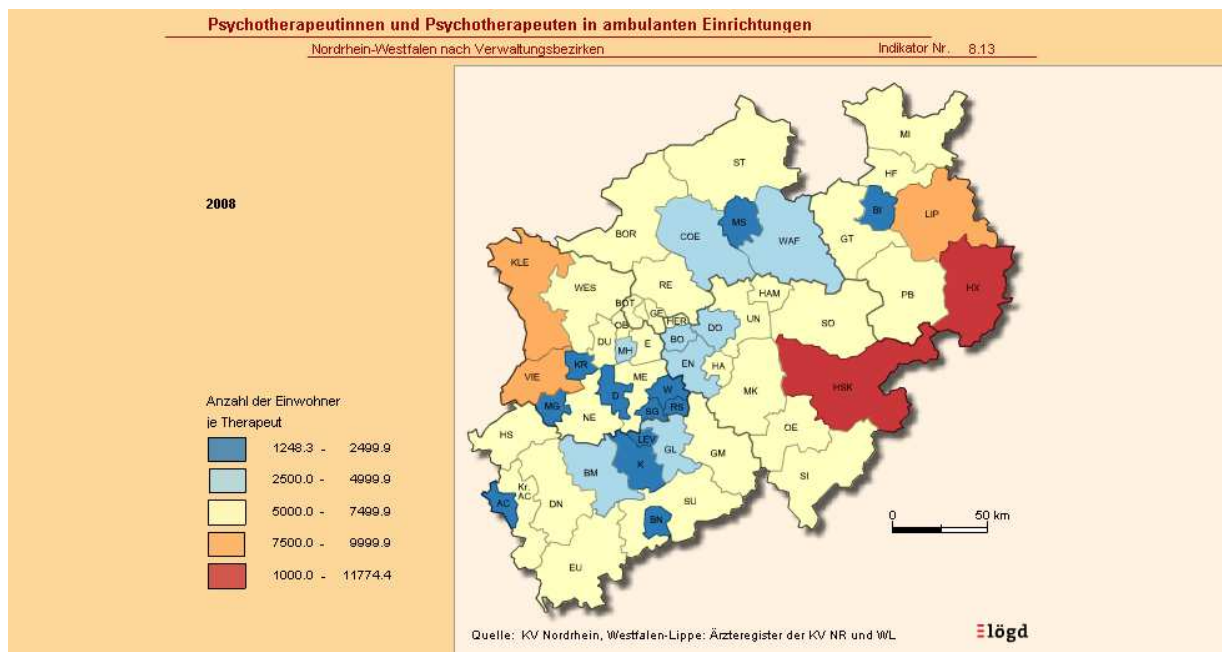 Psychotherapeutinnen und Psychotherapeuten in ambulanten Einrichtungen
Nordrhein-Westfalen nach Verwaltungsbezirken
Indikator Nr. 8.13
2008
MI
ST
HF
MS
BI
LIP
BOR
COE
WAF
GT
KLE
HX
WES
RE
PB
BOT
HAM
GE
HER
UN
SO
OB
DO
DU
BO
MH
E
EN
KR
HA
VIE
ME
HSK
D
W
MK
MG
SG
RS
NE
OE
HS
LEV
GL
K
GM
BM
SI
Kr.
AC
AC
DN
SU
BN
EU
Anzahl der Einwohner
je Therapeut
1248.3 - 2499.9
2500.0 - 4999.9
5000.0 - 7499.9
7500.0 - 9999.9
1000.0 - 11774.4
0 50 km
Quelle: KV Nordrhein, Westfalen-Lippe: Ärzteregister der KV NR und WL
lögd